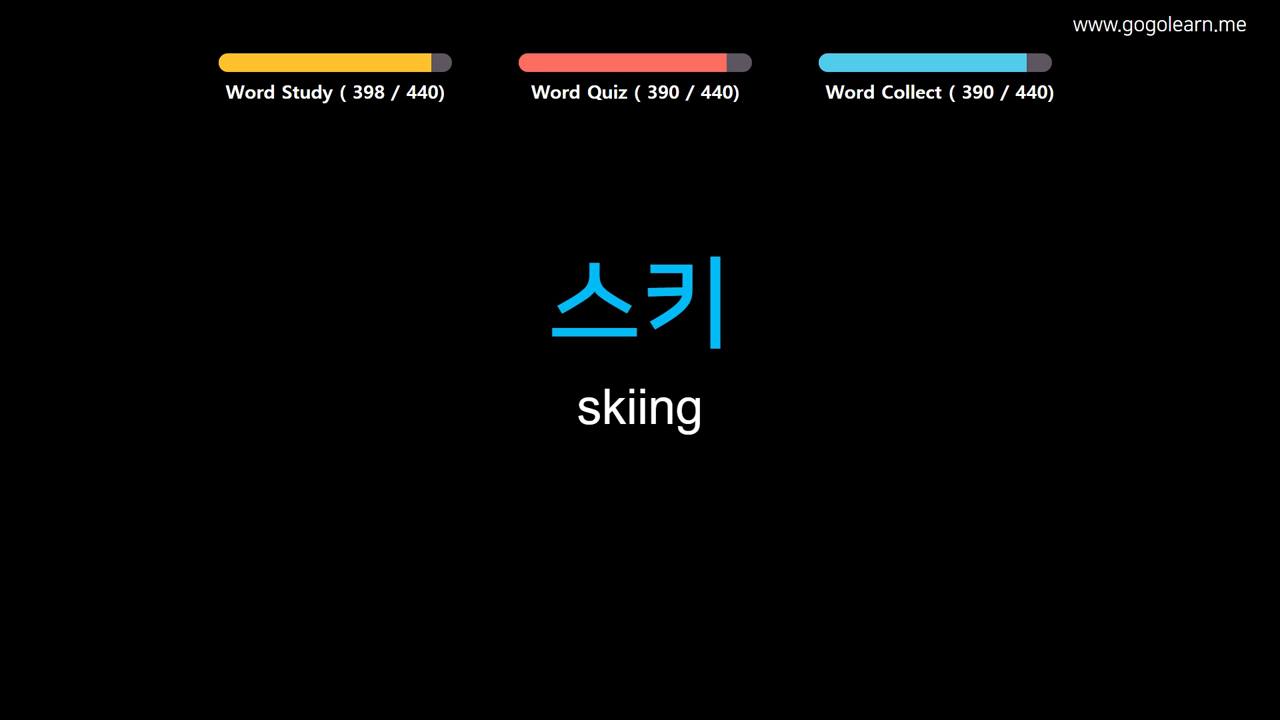 www.gogolearn.me
Word Study ( 398 / 440)
Word Quiz ( 390 / 440)
Word Collect ( 390 / 440)
스키
skiing